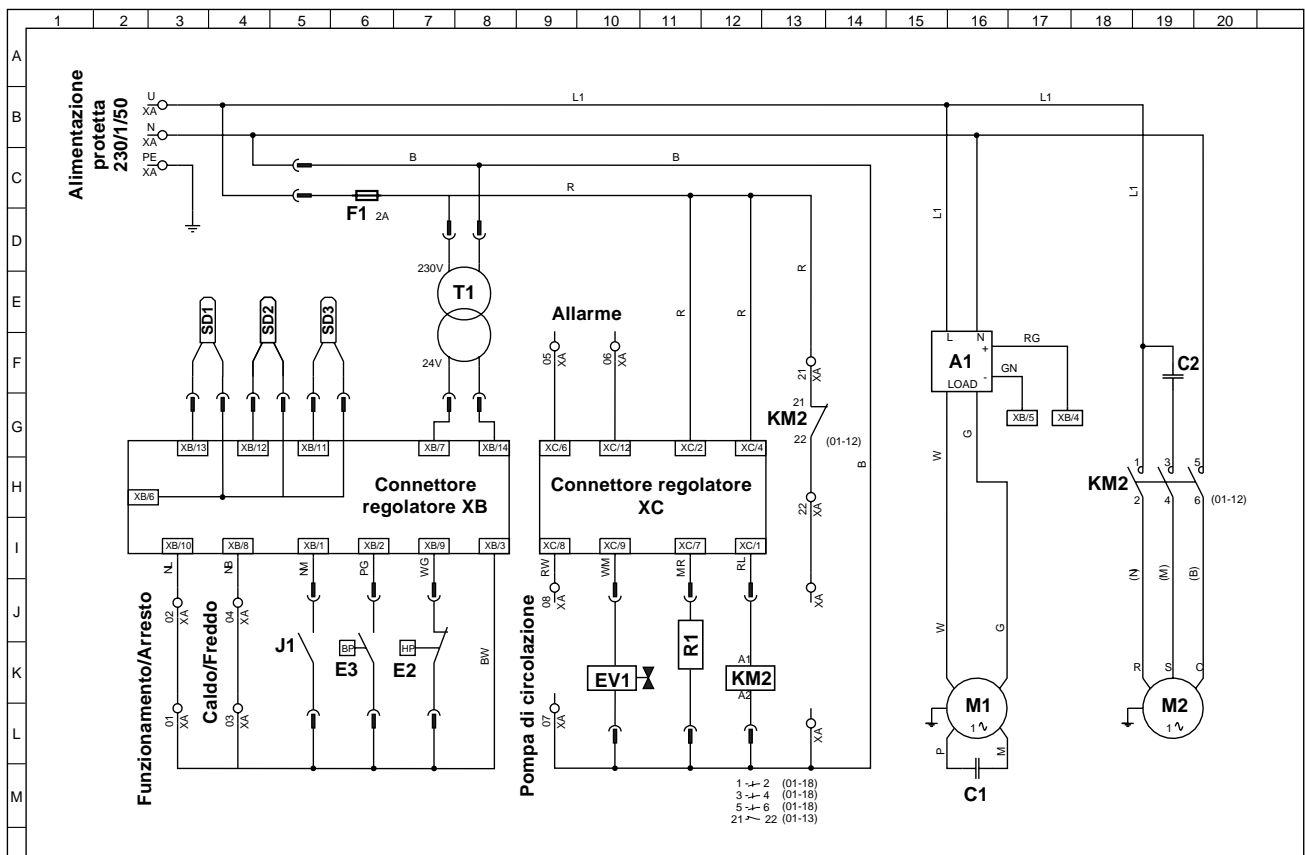 1 2 3 4 5 6 7 8 9 10 11 12 13 14 15 16 17 18 19 20
A
B
C
D
E
F
G
H
I
J
K
L
M
Alimentazione
protetta
230/1/50
U
XA
N
XA
PE
XA
L1
L1
B
B
R
F1 2A
L1
L1
R
R
R
230V
T1
24V
SD1
SD2
SD3
Allarme
05
XA
06
XA
21
XA
L N
+
A1
-
LOAD
RG
GN
XB/5
XB/4
C2
21
KM2
22
(01-12)
B
W
G
XB/13
XB/12
XB/11
XB/7
XB/14
XB/6
Connettore
regolatore XB
XC/6
XC/12
XC/2
XC/4
Connettore regolatore
XC
22
XA
1 3 5
KM2
2 4 6
(01-12)
XB/10
XB/8
XB/1
XB/2
XB/9
XB/3
XC/8
XC/9
XC/7
XC/1
NL
NB
NM
PG
WG
BW
RW
WM
MR
RL
(N)
(M)
(B)
Funzionamento/Arresto
02
XA
01
XA
Caldo/Freddo
04
XA
03
XA
J1
BP
E3
HP
E2
Pompa di circolazione
08
XA
07
XA
EV1
R1
A1
KM2
A2
XA
XA
W
G
M1
1
P
M
C1
R S C
M2
1
1 2 (01-18)
3 4 (01-18)
5 6 (01-18)
21 22 (01-13)